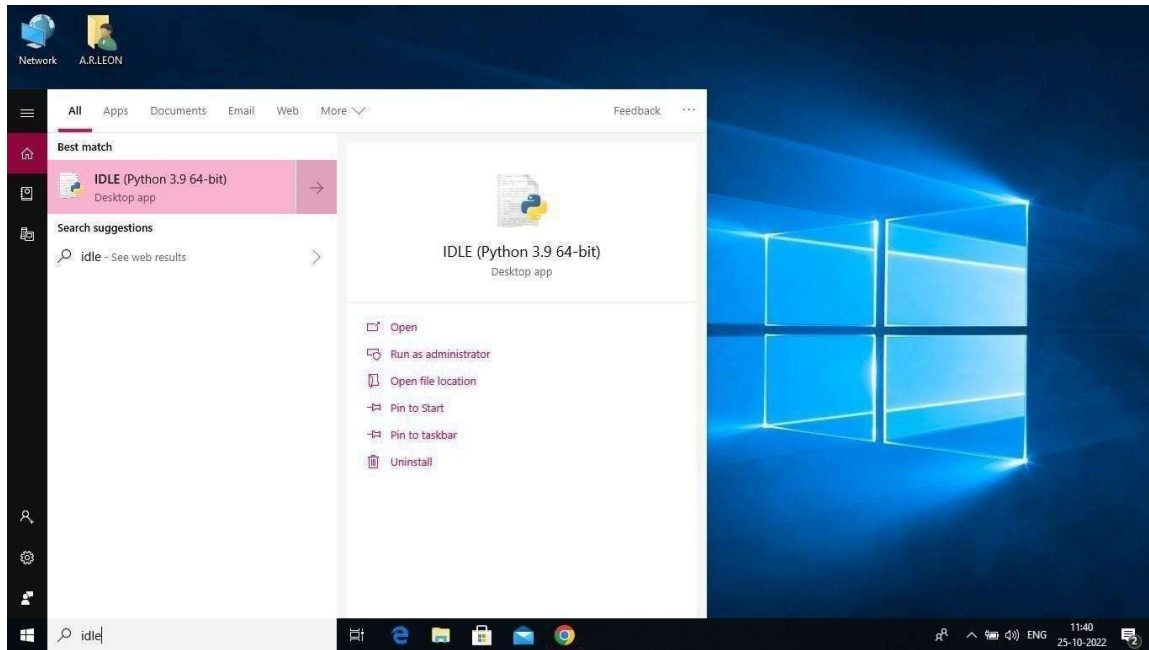 Network
A.R.LEON
All Apps Documents Email Web More Feedback ...
Best match
IDLE (Python 3.9 64-bit)
Desktop app
Search suggestions
idle - See web results
IDLE (Python 3.9 64-bit)
Desktop app
Open
Run as administrator
Open file location
Pin to Start
Pin to taskbar
Uninstall
idle
ENG
11:40
25-10-2022
2